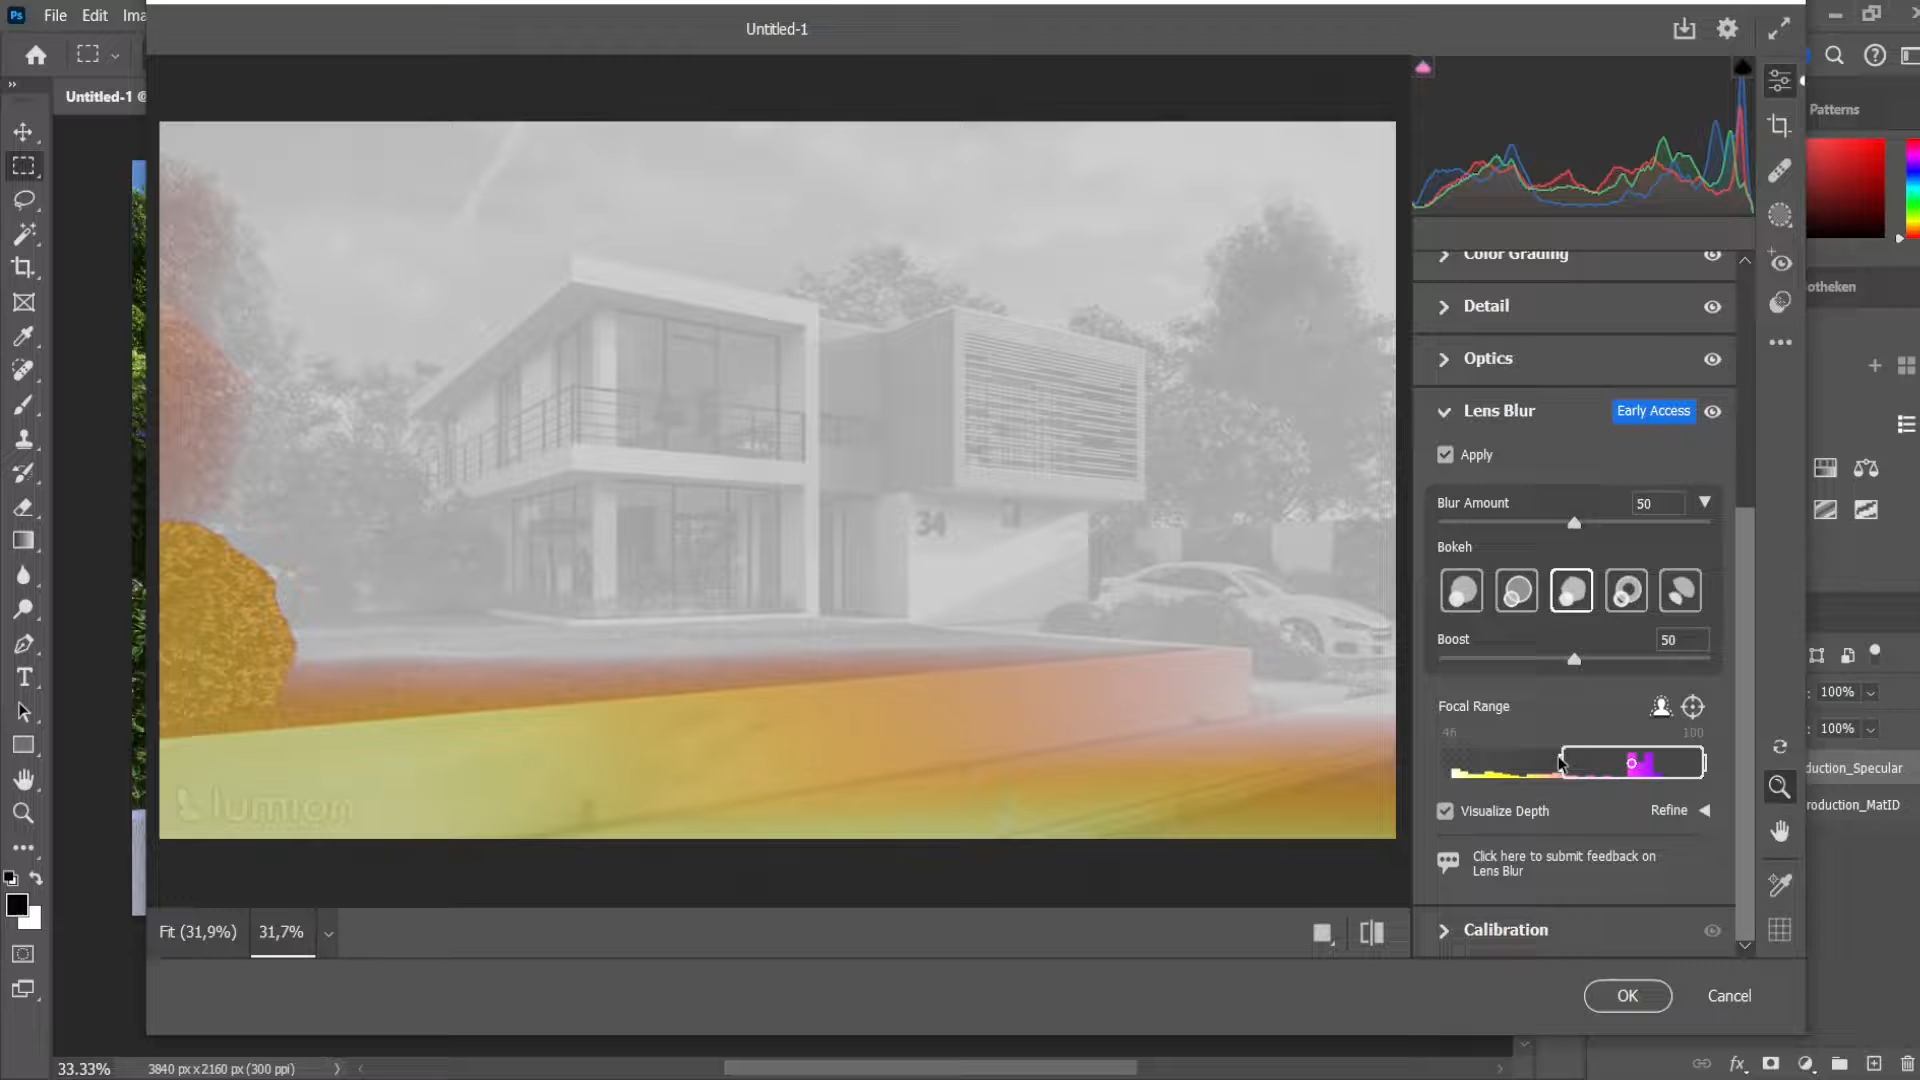 Ps
File
Edit
Ima
Untitled-1
Untitled-1 @
Patterns
Color Grading
otheken
Detail
Optics
Lens Blur
Early Access
Apply
Blur Amount
50
34
Bokeh
Boost
50
Focal Range
46
100
100%
100%
duction_Specular
roduction_MatID
lumion
Visualize Depth
Refine
Click here to submit feedback on
Lens Blur
Fit (31,9%)
31,7%
Calibration
OK
Cancel
33.33%
3840 px x 2160 px (300 ppi)
fx